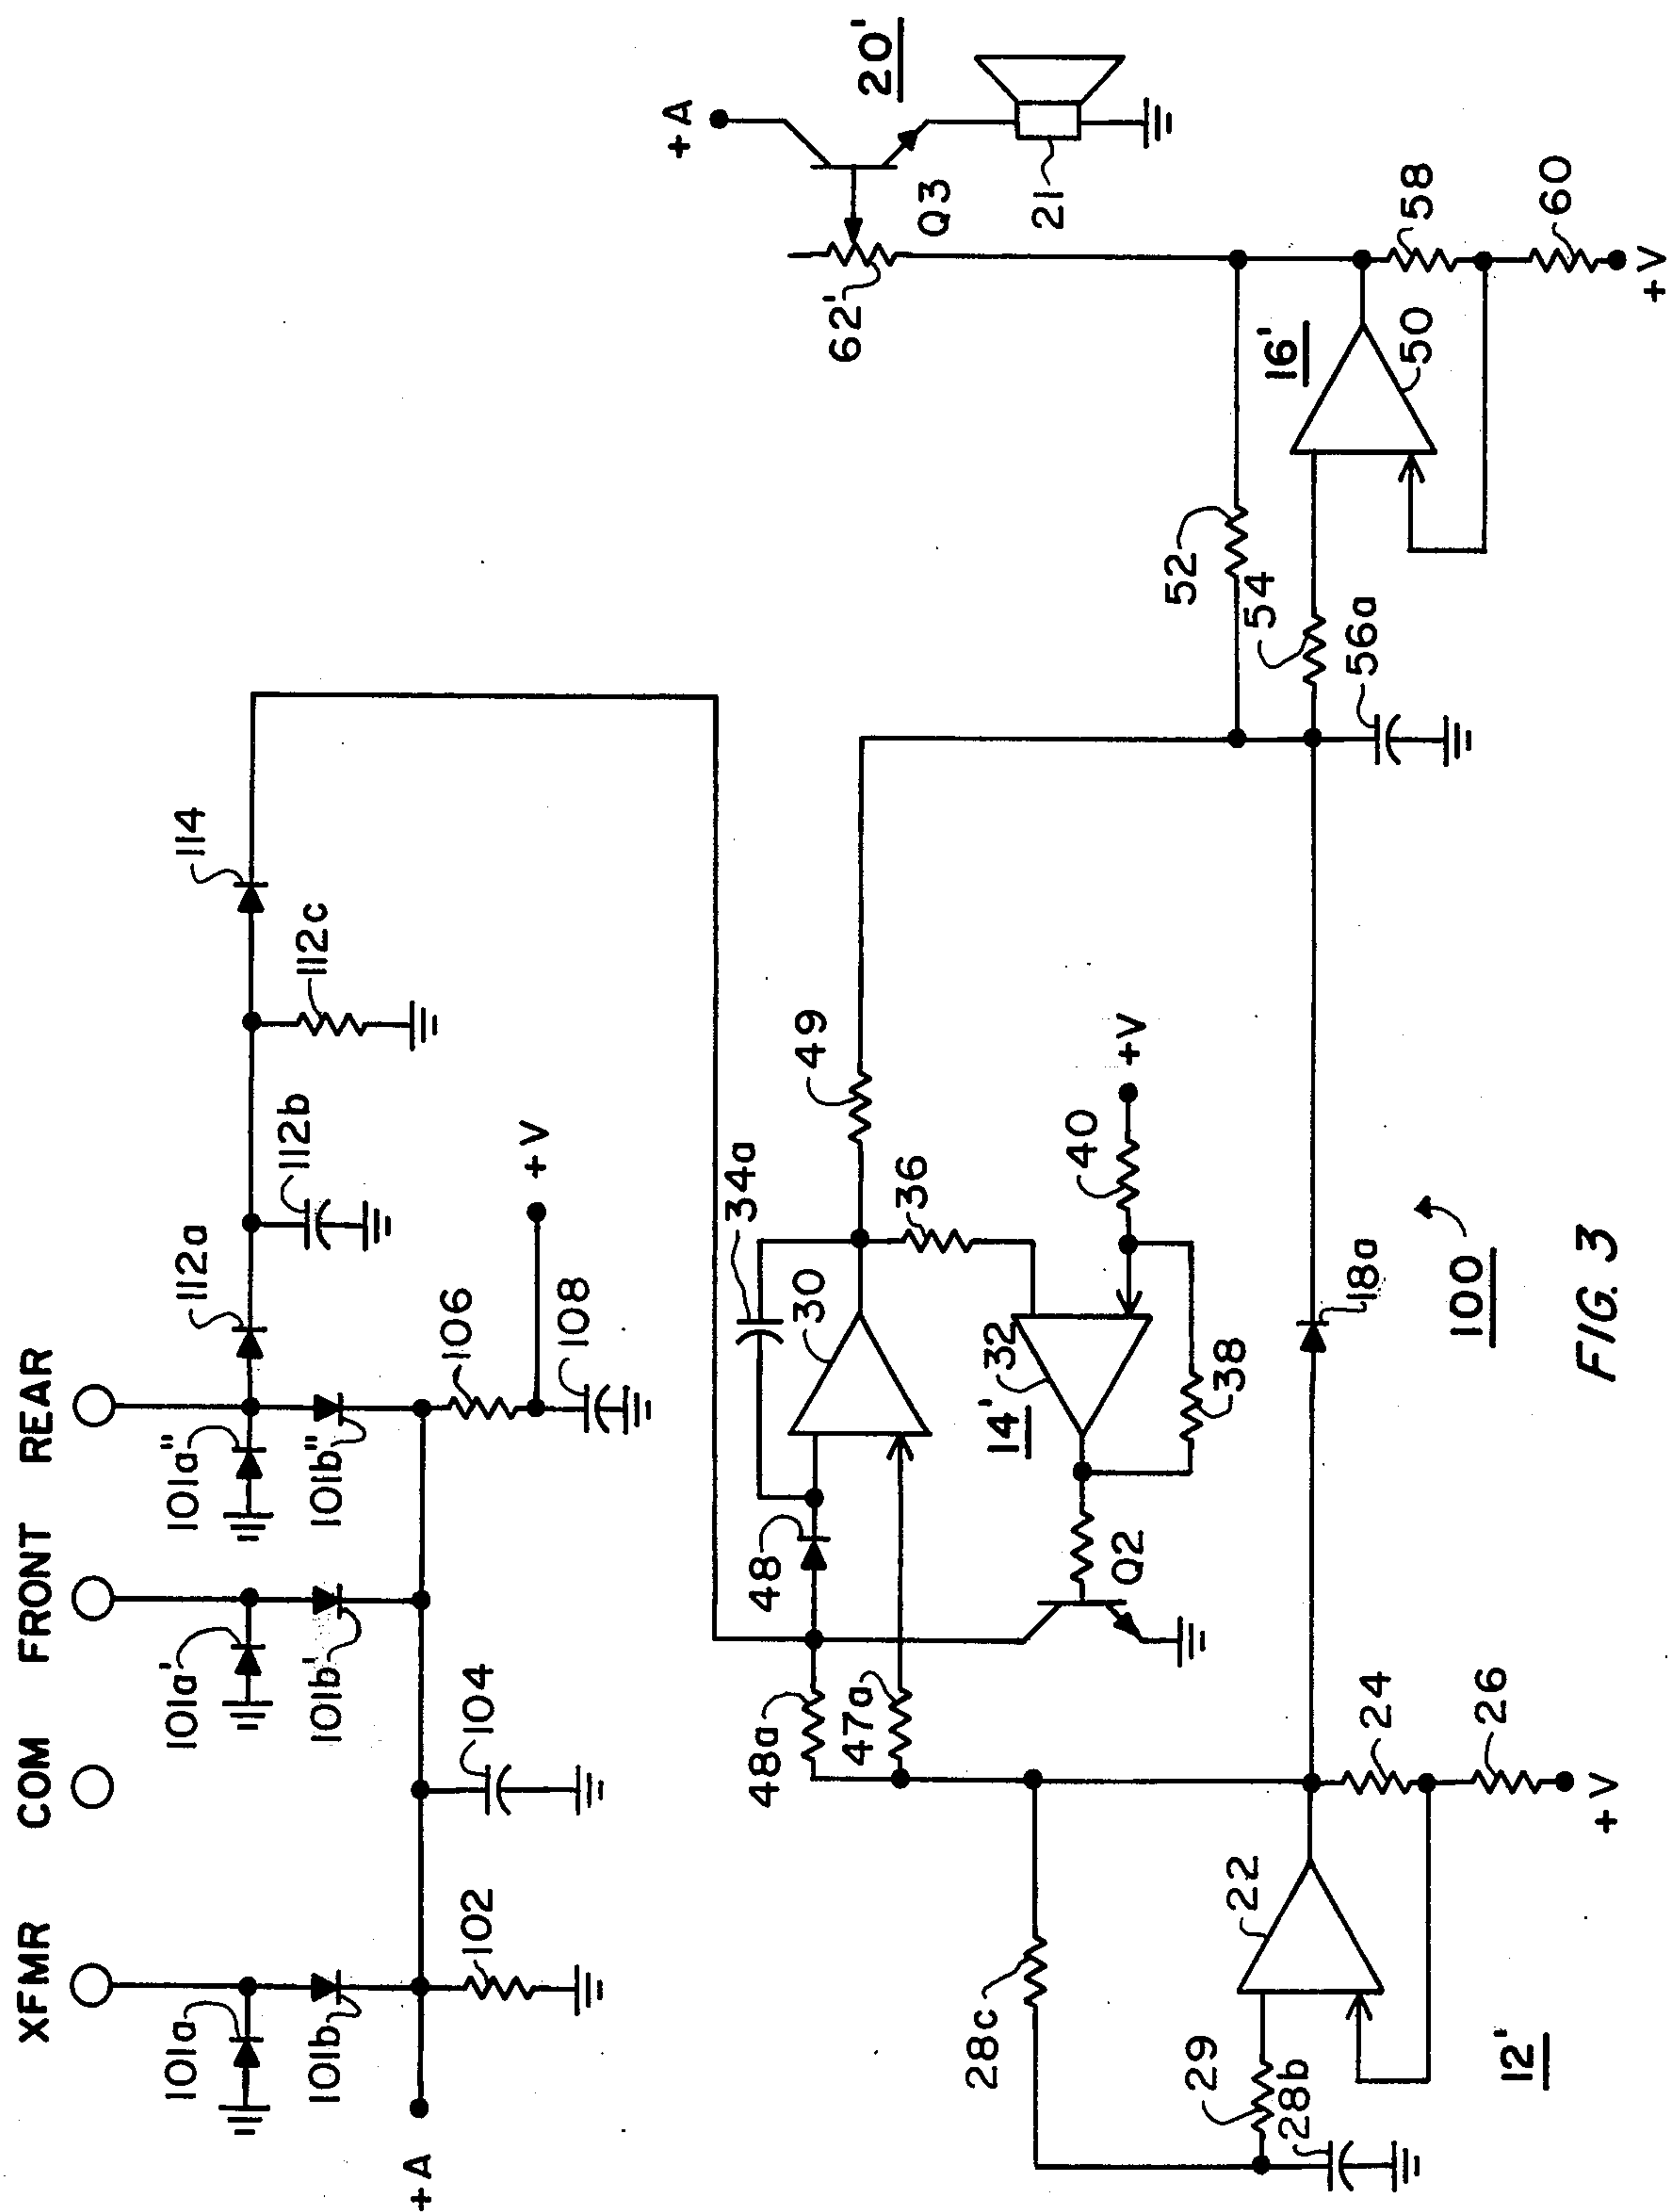 XFMR COM FRONT REAR
101a
101b
101a'
101b'
101a"
101b"
112a
112b
112c
114
102
104
106
108
+V
+A
+A
20'
Q3
21
62'
48a
47a
48
34a
30
49
36
14'
32
40
+V
38
Q2
52
54
56a
16'
50
58
60
+V
28c
29
28b
22
24
26
+V
12'
18a
100
FIG. 3